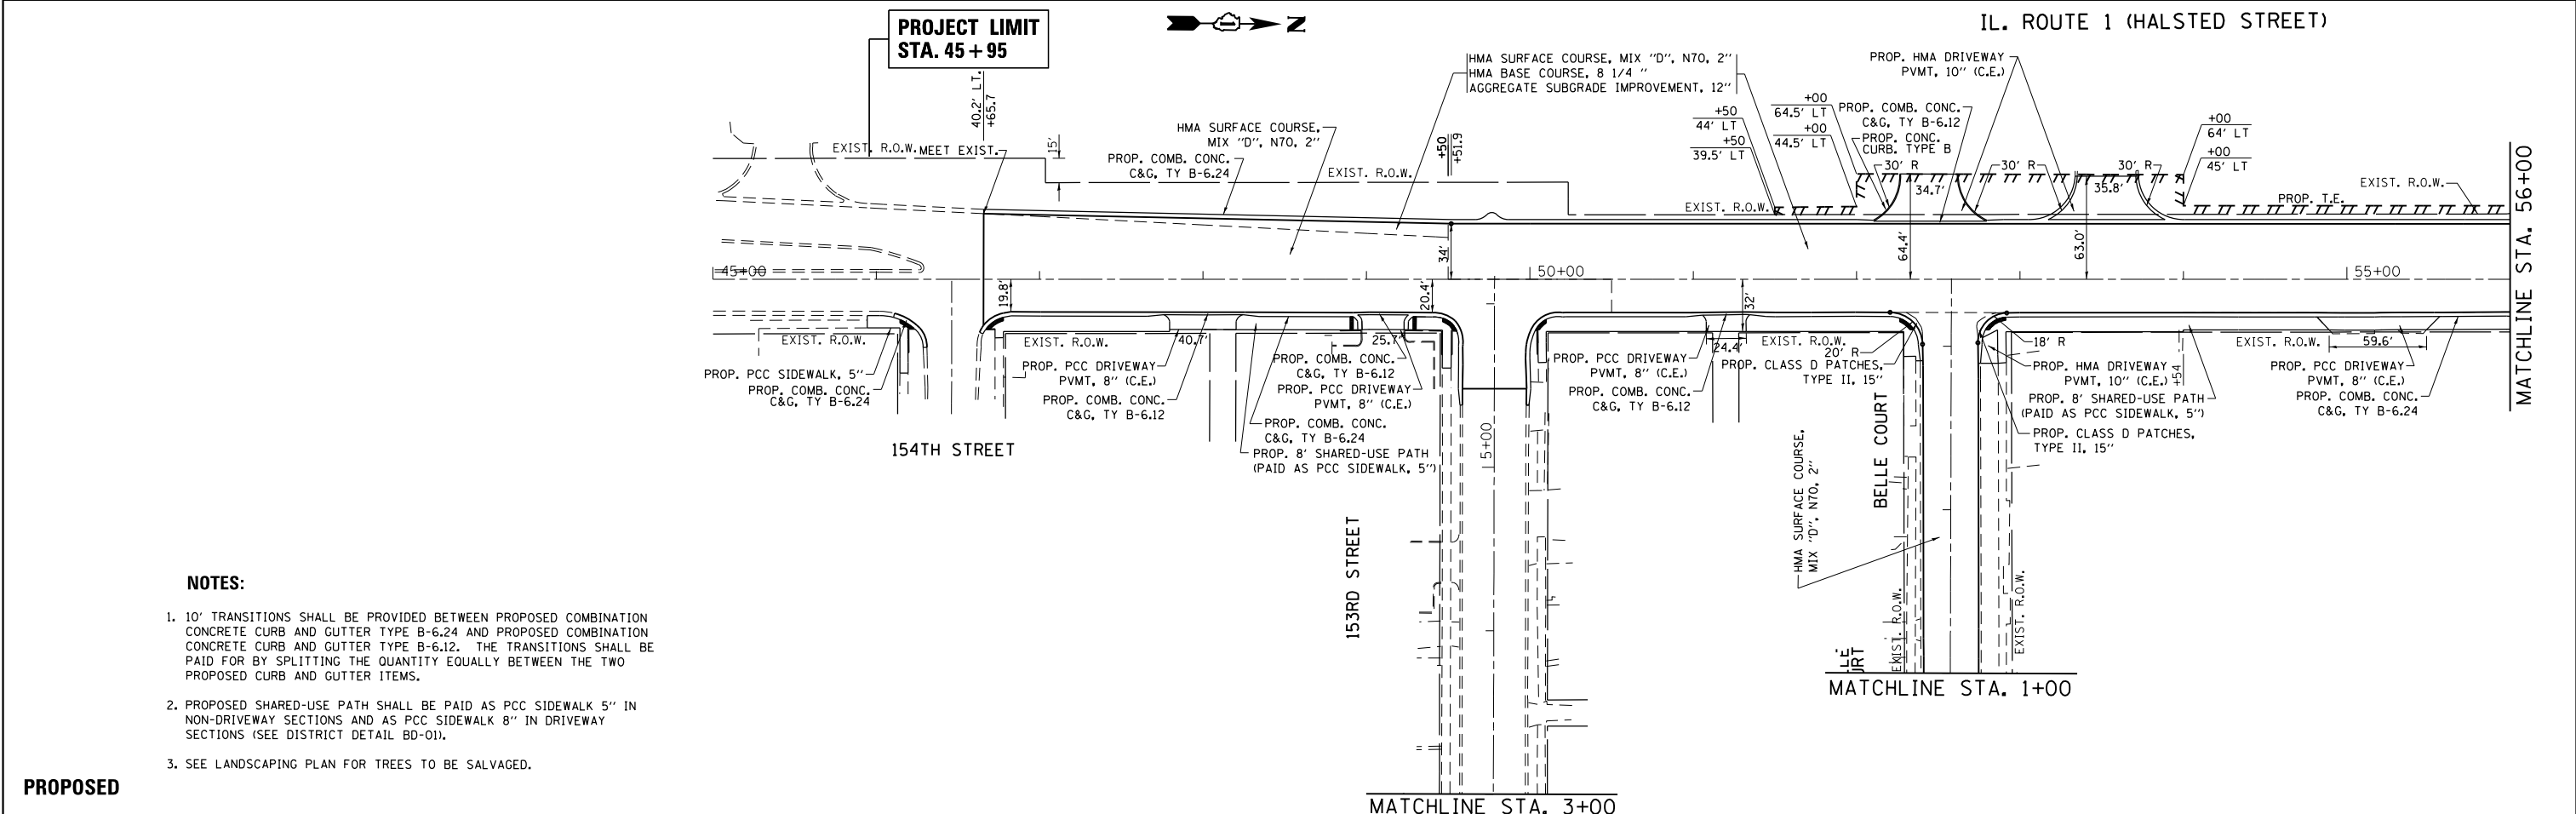 PROJECT LIMIT
STA. 45+95
N
IL. ROUTE 1 (HALSTED STREET)
40.2' LT.
+65.7
15'
EXIST. R.O.W.
MEET EXIST.
HMA SURFACE COURSE,
MIX "D", N70, 2"
PROP. COMB. CONC.
C&G, TY B-6.24
EXIST. R.O.W.
+50
+51.9
HMA SURFACE COURSE, MIX "D", N70, 2"
HMA BASE COURSE, 8 1/4 "
AGGREGATE SUBGRADE IMPROVEMENT, 12"
+50
44' LT
+50
39.5' LT
+00
64.5' LT
+00
44.5' LT
PROP. HMA DRIVEWAY
PVMT, 10" (C.E.)
PROP. COMB. CONC.
C&G, TY B-6.12
PROP. CONC.
CURB, TYPE B
30' R
30' R
30' R
34.7'
35.8'
+00
64' LT
+00
45' LT
EXIST. R.O.W.
PROP. T.E.
EXIST. R.O.W.
MATCHLINE STA. 56+00
45+00
50+00
55+00
34'
64.4'
63.0'
19.8'
20.4'
32'
EXIST. R.O.W.
EXIST. R.O.W.
40.7'
25.7'
24.4'
EXIST. R.O.W.
20' R
18' R
EXIST. R.O.W.
59.6'
PROP. PCC SIDEWALK, 5"
PROP. COMB. CONC.
C&G, TY B-6.24
PROP. PCC DRIVEWAY
PVMT, 8" (C.E.)
PROP. COMB. CONC.
C&G, TY B-6.12
PROP. COMB. CONC.
C&G, TY B-6.12
PROP. PCC DRIVEWAY
PVMT, 8" (C.E.)
PROP. COMB. CONC.
C&G, TY B-6.24
PROP. 8' SHARED-USE PATH
(PAID AS PCC SIDEWALK, 5")
PROP. PCC DRIVEWAY
PVMT, 8" (C.E.)
PROP. COMB. CONC.
C&G, TY B-6.12
PROP. CLASS D PATCHES,
TYPE II, 15"
PROP. HMA DRIVEWAY
PVMT, 10" (C.E.)
+54
PROP. 8' SHARED-USE PATH
(PAID AS PCC SIDEWALK, 5")
PROP. CLASS D PATCHES,
TYPE II, 15"
PROP. PCC DRIVEWAY
PVMT, 8" (C.E.)
PROP. COMB. CONC.
C&G, TY B-6.24
154TH STREET
5+00
153RD STREET
HMA SURFACE COURSE,
MIX "D", N70, 2"
BELLE COURT
EXIST. R.O.W.
EXIST. R.O.W.
LE
URT
MATCHLINE STA. 1+00
MATCHLINE STA. 3+00
NOTES:
1. 10' TRANSITIONS SHALL BE PROVIDED BETWEEN PROPOSED COMBINATION
CONCRETE CURB AND GUTTER TYPE B-6.24 AND PROPOSED COMBINATION
CONCRETE CURB AND GUTTER TYPE B-6.12. THE TRANSITIONS SHALL BE
PAID FOR BY SPLITTING THE QUANTITY EQUALLY BETWEEN THE TWO
PROPOSED CURB AND GUTTER ITEMS.
2. PROPOSED SHARED-USE PATH SHALL BE PAID AS PCC SIDEWALK 5" IN
NON-DRIVEWAY SECTIONS AND AS PCC SIDEWALK 8" IN DRIVEWAY
SECTIONS (SEE DISTRICT DETAIL BD-01).
3. SEE LANDSCAPING PLAN FOR TREES TO BE SALVAGED.
PROPOSED